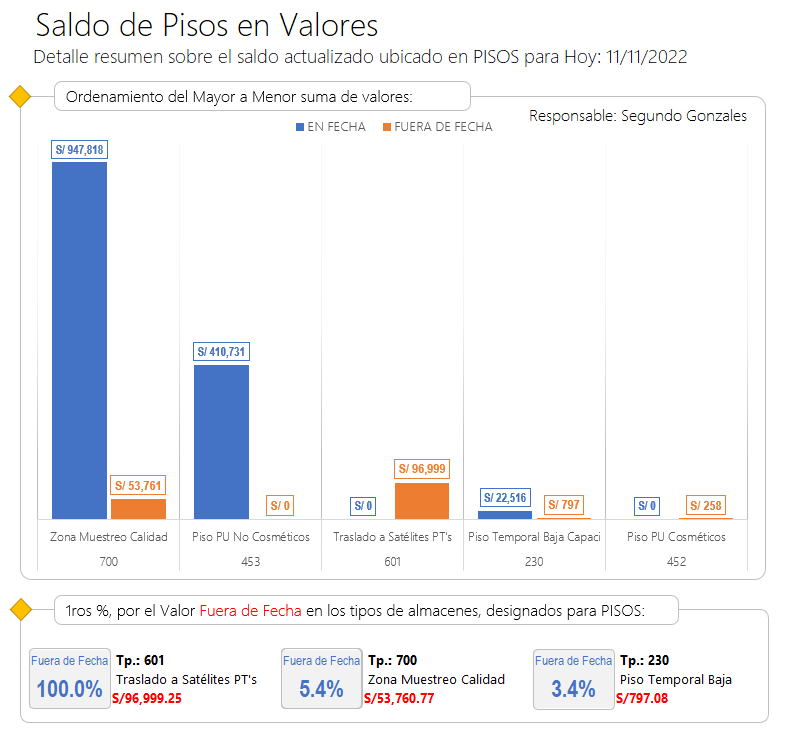 Saldo de Pisos en Valores
Detalle resumen sobre el saldo actualizado ubicado en PISOS para Hoy: 11/11/2022
Ordenamiento del Mayor a Menor suma de valores:
Responsable: Segundo Gonzales
EN FECHA FUERA DE FECHA
S/ 947,818
S/ 53,761
S/ 410,731
S/ 0
S/ 0
S/ 96,999
S/ 22,516
S/ 797
S/ 0
S/ 258
Zona Muestreo Calidad Piso PU No Cosméticos Traslado a Satélites PT's Piso Temporal Baja Capaci Piso PU Cosméticos
700 453 601 230 452
1ros %, por el Valor Fuera de Fecha en los tipos de almacenes, designados para PISOS:
Fuera de Fecha
100.0%
Tp.: 601
Traslado a Satélites PT's
S/96,999.25
Fuera de Fecha
5.4%
Tp.: 700
Zona Muestreo Calidad
S/53,760.77
Fuera de Fecha
3.4%
Tp.: 230
Piso Temporal Baja
S/797.08